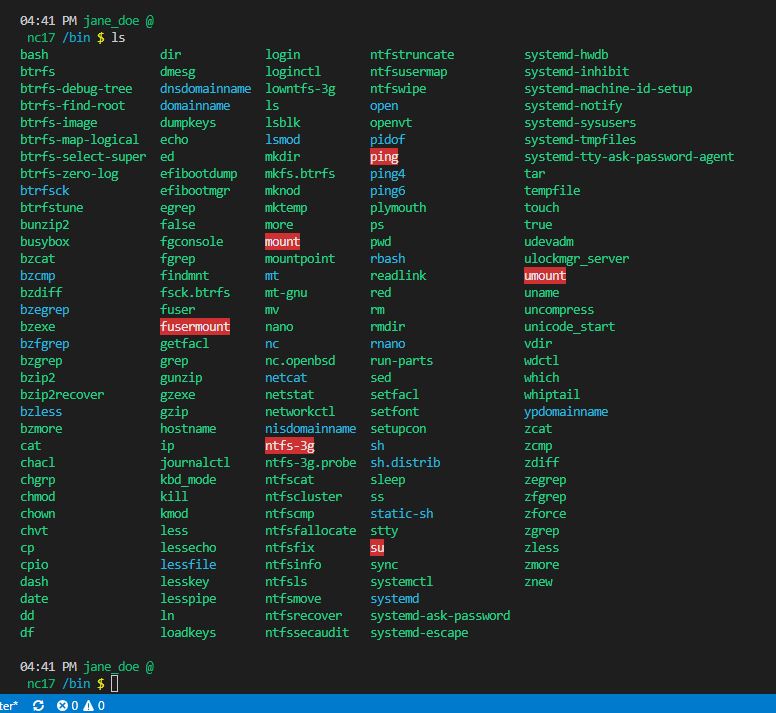 04:41 PM jane_doe @
nc17 /bin $ ls
bash dir login ntfstruncate systemd-hwdb
btrfs dmesg loginctl ntfsusermap systemd-inhibit
btrfs-debug-tree dnsdomainname lowntfs-3g ntfswipe systemd-machine-id-setup
btrfs-find-root domainname ls open systemd-notify
btrfs-image dumpkeys lsblk openvt systemd-sysusers
btrfs-map-logical echo lsmod pidof systemd-tmpfiles
btrfs-select-super ed mkdir ping systemd-tty-ask-password-agent
btrfs-zero-log efibootdump mkfs.btrfs ping4 tar
btrfsck efibootmgr mknod ping6 tempfile
btrfstune egrep mktemp plymouth touch
bunzip2 false more ps true
busybox fgconsole mount pwd udevadm
bzcat fgrep mountpoint rbash ulockmgr_server
bzcmp findmnt mt readlink umount
bzdiff fsck.btrfs mt-gnu red uname
bzegrep fuser mv rm uncompress
bzexe fusermount nano rmdir unicode_start
bzfgrep getfacl nc rnano vdir
bzgrep grep nc.openbsd run-parts wdctl
bzip2 gunzip netcat sed which
bzip2recover gzexe netstat setfacl whiptail
bzless gzip networkctl setfont ypdomainname
bzmore hostname nisdomainname setupcon zcat
cat ip ntfs-3g sh zcmp
chacl journalctl ntfs-3g.probe sh.distrib zdiff
chgrp kbd_mode ntfscat sleep zegrep
chmod kill ntfscluster ss zfgrep
chown kmod ntfscmp static-sh zforce
chvt less ntfsfallocate stty zgrep
cp lessecho ntfsfix su zless
cpio lessfile ntfsinfo sync zmore
dash lesskey ntfsls systemctl znew
date lesspipe ntfsmove systemd
dd ln ntfsrecover systemd-ask-password
df loadkeys ntfssecaudit systemd-escape
04:41 PM jane_doe @
nc17 /bin $
ter* 0 0